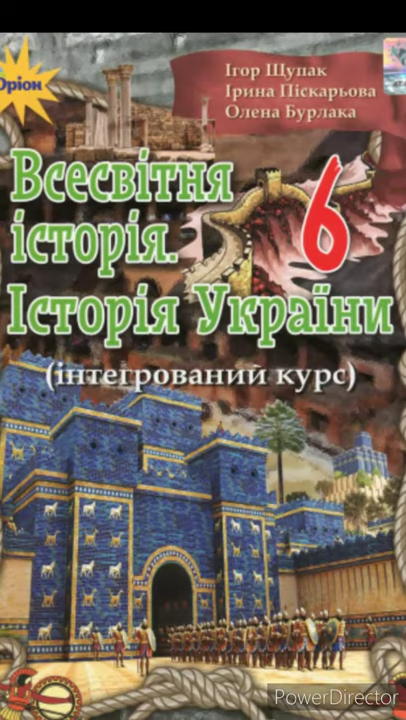 Оріон
Ігор Щупак
Ірина Піскарьова
Олена Бурлака
Всесвітня
історія.
6
Історія України
(інтегрований курс)
PowerDirector